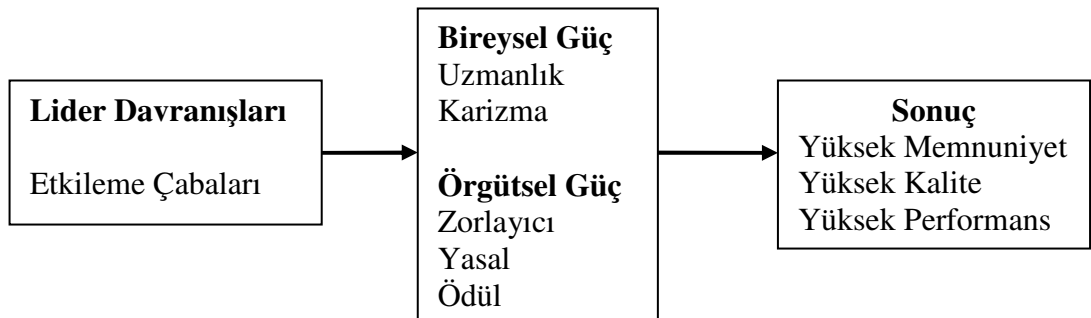 Lider Davranışları
Etkileme Çabaları
Bireysel Güç
Uzmanlık
Karizma
Örgütsel Güç
Zorlayıcı
Yasal
Ödül
Sonuç
Yüksek Memnuniyet
Yüksek Kalite
Yüksek Performans